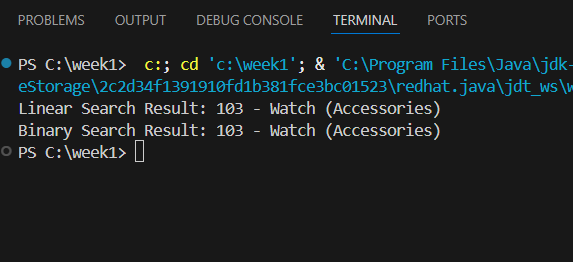 PROBLEMS OUTPUT DEBUG CONSOLE TERMINAL PORTS
PS C:\week1>  c:; cd 'c:\week1'; & 'C:\Program Files\Java\jdk-
eStorage\2c2d34f1391910fd1b381fce3bc01523\redhat.java\jdt_ws\w
Linear Search Result: 103 - Watch (Accessories)
Binary Search Result: 103 - Watch (Accessories)
PS C:\week1>